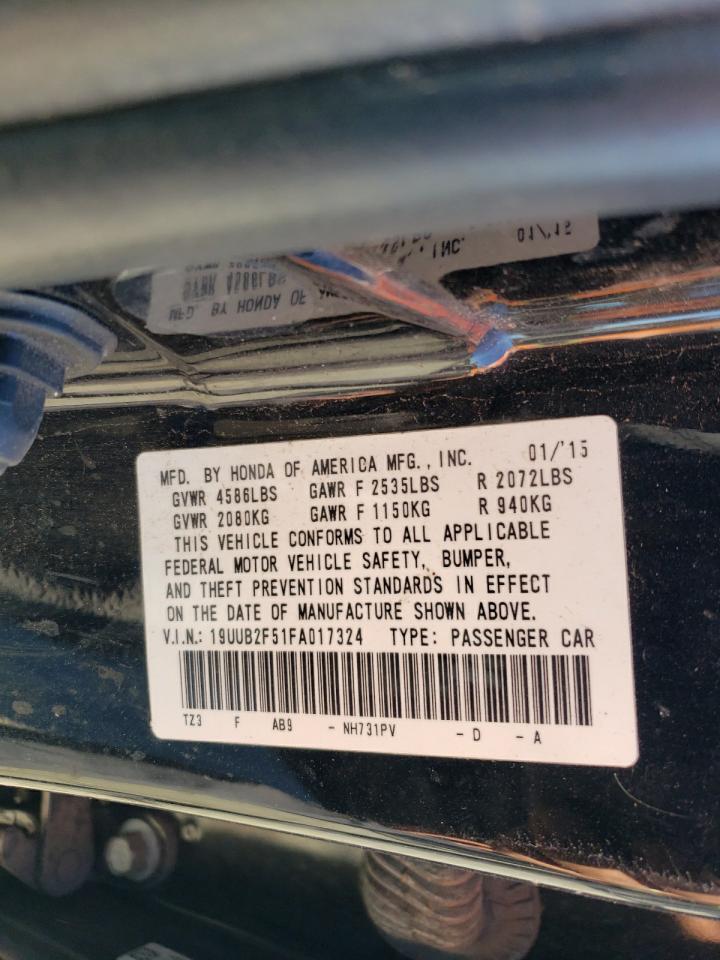 MFD. BY HONDA OF AMERICA MFG., INC. 01/'15
GVWR 4586LBS GAWR F 2535LBS R 2072LBS
GVWR 2080KG GAWR F 1150KG R 940KG
THIS VEHICLE CONFORMS TO ALL APPLICABLE
FEDERAL MOTOR VEHICLE SAFETY, BUMPER,
AND THEFT PREVENTION STANDARDS IN EFFECT
ON THE DATE OF MANUFACTURE SHOWN ABOVE.
V.I.N.: 19UUB2F51FA017324 TYPE: PASSENGER CAR
TZ3 F AB9 - NH731PV - D - A